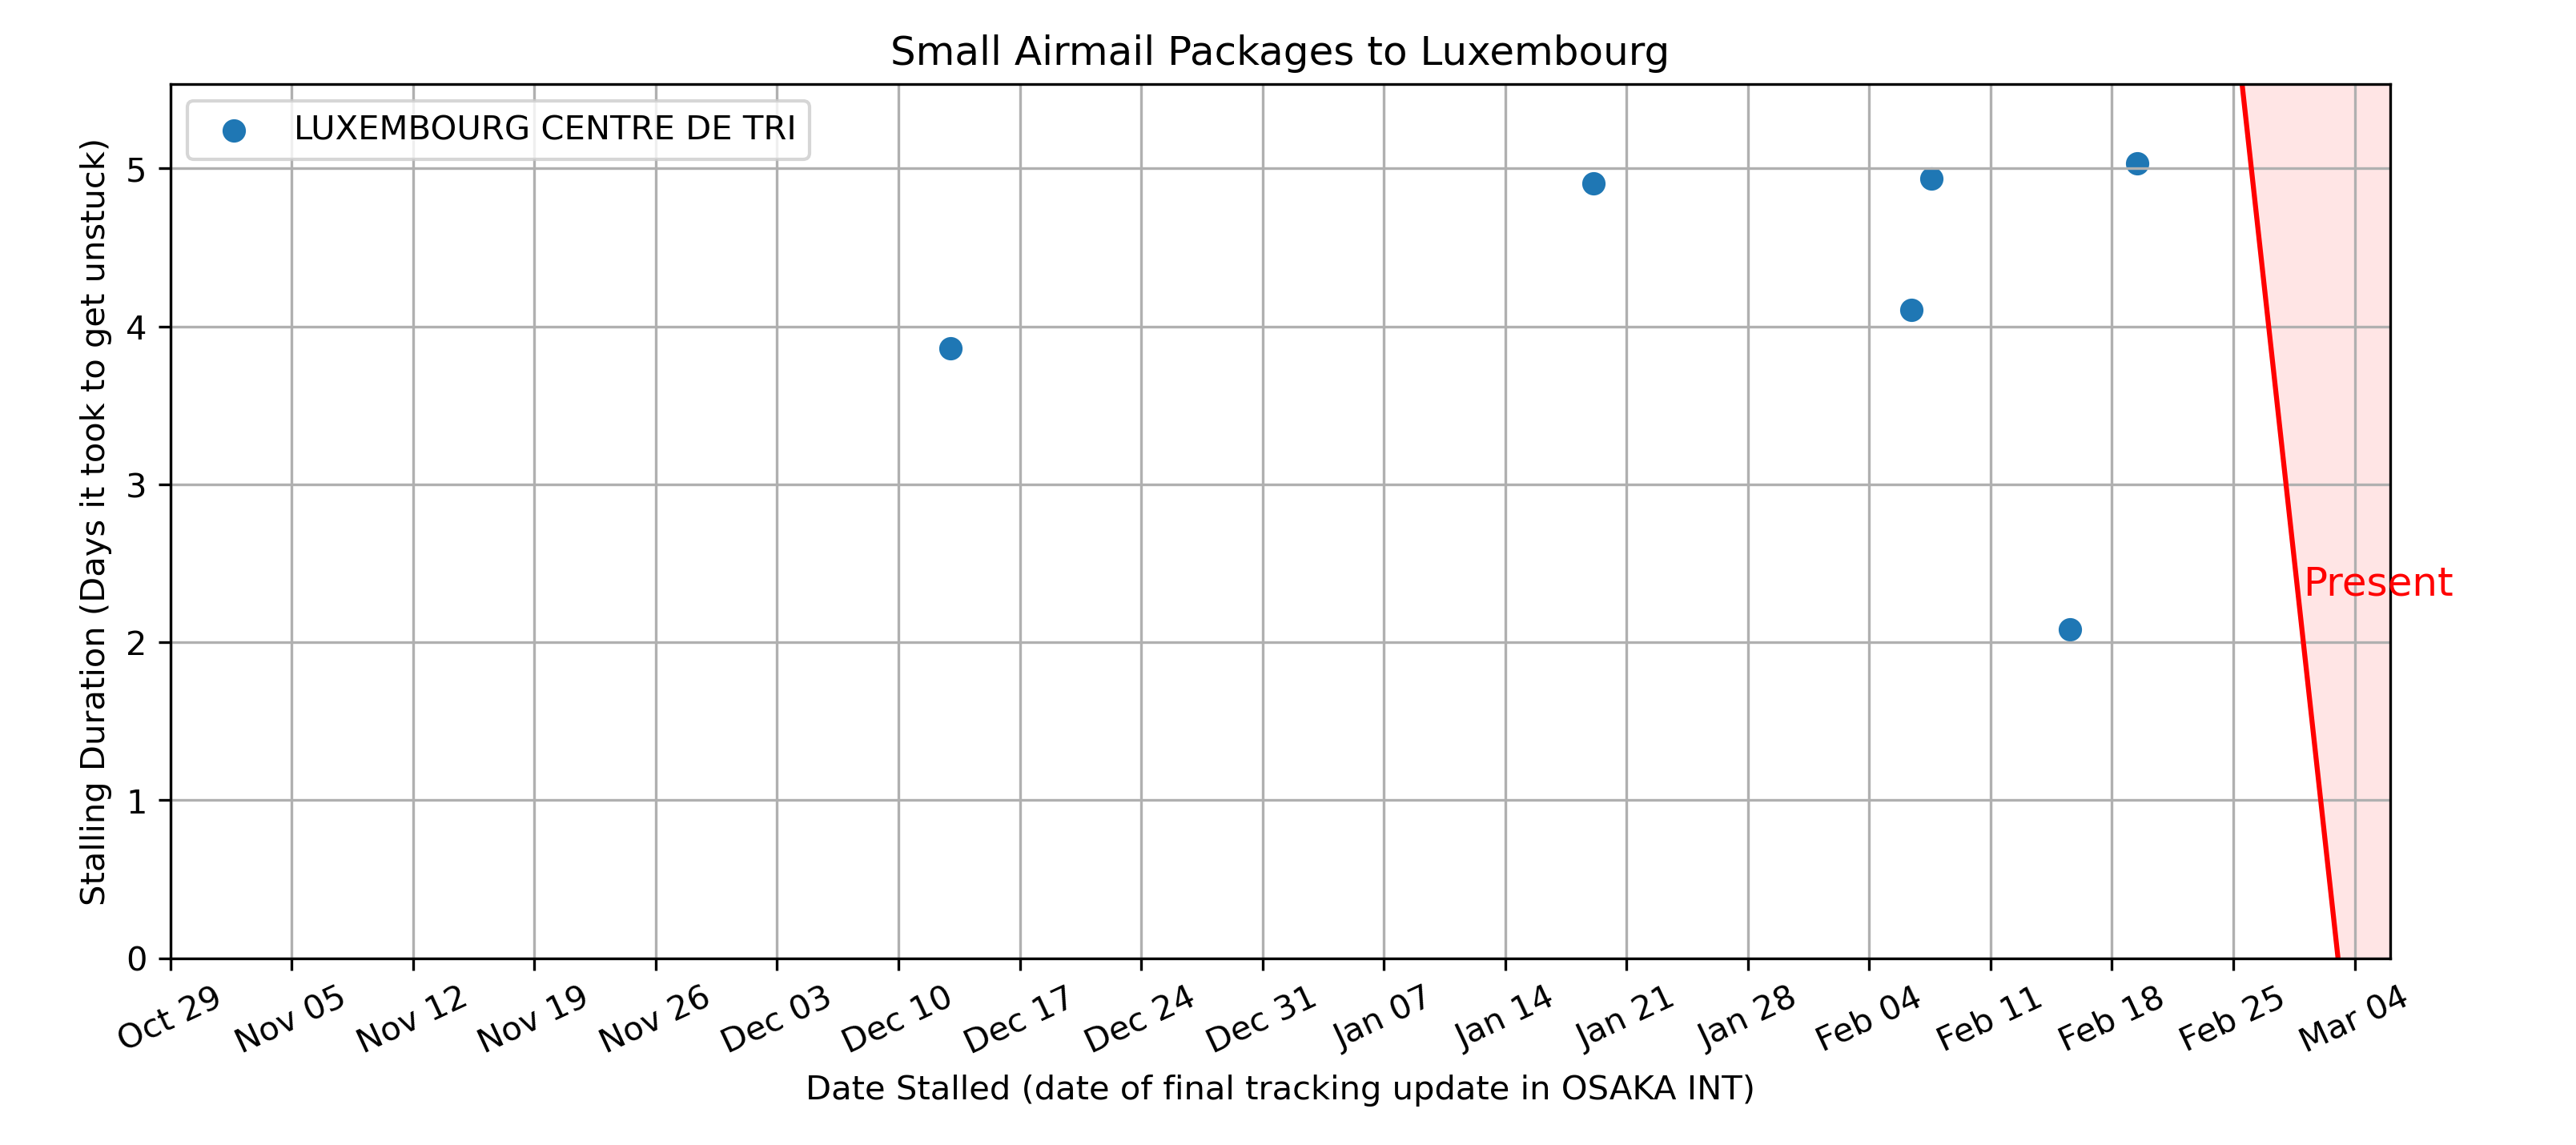 Small Airmail Packages to Luxembourg
LUXEMBOURG CENTRE DE TRI
Stalling Duration (Days it took to get unstuck)
5
4
3
2
1
0
Present
Oct 29
Nov 05
Nov 12
Nov 19
Nov 26
Dec 03
Dec 10
Dec 17
Dec 24
Dec 31
Jan 07
Jan 14
Jan 21
Jan 28
Feb 04
Feb 11
Feb 18
Feb 25
Mar 04
Date Stalled (date of final tracking update in OSAKA INT)